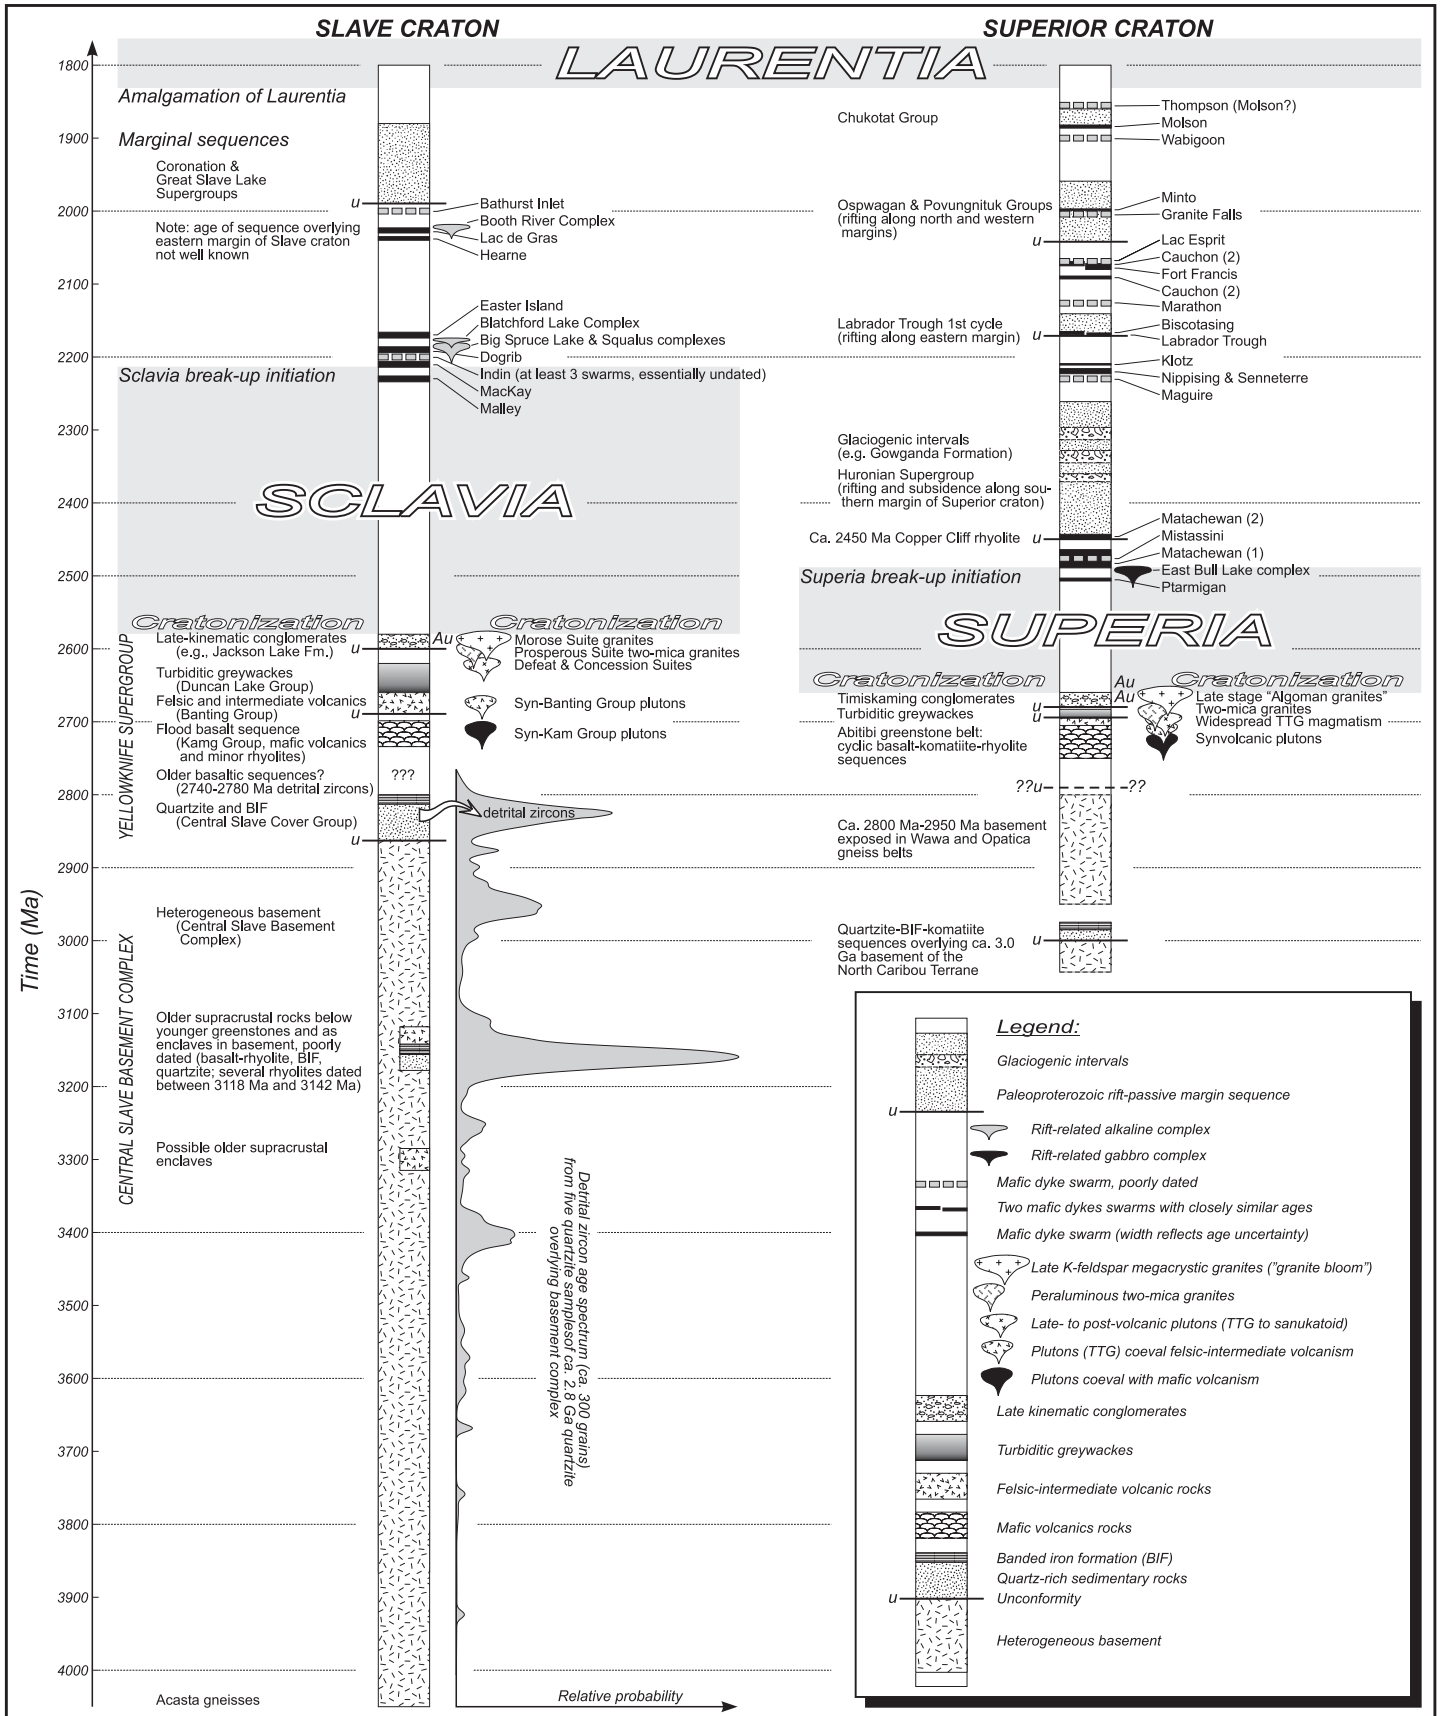 SLAVE CRATON
SUPERIOR CRATON
LAURENTIA
1800
1900
2000
2100
2200
2300
2400
2500
2600
2700
2800
2900
3000
3100
3200
3300
3400
3500
3600
3700
3800
3900
4000
Time (Ma)
YELLOWKNIFE SUPERGROUP
CENTRAL SLAVE BASEMENT COMPLEX
Amalgamation of Laurentia
Marginal sequences
Coronation &
Great Slave Lake
Supergroups
u
Note: age of sequence overlying
eastern margin of Slave craton
not well known
Bathurst Inlet
Booth River Complex
Lac de Gras
Hearne
Easter Island
Blatchford Lake Complex
Big Spruce Lake & Squalus complexes
Dogrib
Indin (at least 3 swarms, essentially undated)
MacKay
Malley
Sclavia break-up initiation
SCLAVIA
Cratonization
Cratonization
Late-kinematic conglomerates
(e.g., Jackson Lake Fm.)
u
Au
Morose Suite granites
Prosperous Suite two-mica granites
Defeat & Concession Suites
Turbiditic greywackes
(Duncan Lake Group)
Felsic and intermediate volcanics
(Banting Group)
u
Syn-Banting Group plutons
Flood basalt sequence
(Kamg Group, mafic volcanics
and minor rhyolites)
Syn-Kam Group plutons
Older basaltic sequences?
(2740-2780 Ma detrital zircons)
???
Quartzite and BIF
(Central Slave Cover Group)
detrital zircons
u
Heterogeneous basement
(Central Slave Basement
Complex)
Older supracrustal rocks below
younger greenstones and as
enclaves in basement, poorly
dated (basalt-rhyolite, BIF,
quartzite; several rhyolites dated
between 3118 Ma and 3142 Ma)
Possible older supracrustal
enclaves
Detrital zircon age spectrum (ca. 300 grains)
from five quartzite samplesof ca. 2.8 Ga quartzite
overlying basement complex
Acasta gneisses
Relative probability
Chukotat Group
Thompson (Molson?)
Molson
Wabigoon
Ospwagan & Povungnituk Groups
(rifting along north and western
margins)
u
Minto
Granite Falls
Lac Esprit
Cauchon (2)
Fort Francis
Cauchon (2)
Marathon
Labrador Trough 1st cycle
(rifting along eastern margin)
u
Biscotasing
Labrador Trough
Klotz
Nippising & Senneterre
Maguire
Glaciogenic intervals
(e.g. Gowganda Formation)
Huronian Supergroup
(rifting and subsidence along sou-
thern margin of Superior craton)
Ca. 2450 Ma Copper Cliff rhyolite
u
Matachewan (2)
Mistassini
Matachewan (1)
East Bull Lake complex
Ptarmigan
Superia break-up initiation
SUPERIA
Cratonization
Cratonization
Au
Au
Timiskaming conglomerates
u
Turbiditic greywackes
u
Late stage "Algoman granites"
Two-mica granites
Widespread TTG magmatism
Synvolcanic plutons
Abitibi greenstone belt:
cyclic basalt-komatiite-rhyolite
sequences
??u
??
Ca. 2800 Ma-2950 Ma basement
exposed in Wawa and Opatica
gneiss belts
Quartzite-BIF-komatiite
sequences overlying ca. 3.0
Ga basement of the
North Caribou Terrane
u
Legend:
Glaciogenic intervals
Paleoproterozoic rift-passive margin sequence
u
Rift-related alkaline complex
Rift-related gabbro complex
Mafic dyke swarm, poorly dated
Two mafic dykes swarms with closely similar ages
Mafic dyke swarm (width reflects age uncertainty)
Late K-feldspar megacrystic granites ("granite bloom")
Peraluminous two-mica granites
Late- to post-volcanic plutons (TTG to sanukatoid)
Plutons (TTG) coeval felsic-intermediate volcanism
Plutons coeval with mafic volcanism
Late kinematic conglomerates
Turbiditic greywackes
Felsic-intermediate volcanic rocks
Mafic volcanics rocks
Banded iron formation (BIF)
Quartz-rich sedimentary rocks
u
Unconformity
Heterogeneous basement